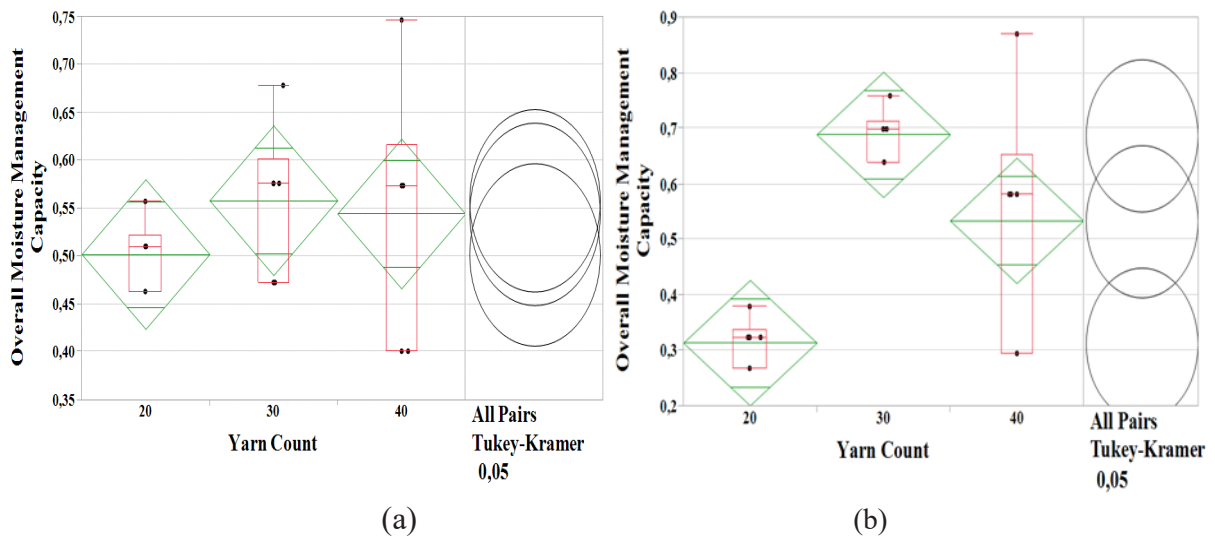 Overall Moisture Management
Capacity
0,75
0,70
0,65
0,60
0,55
0,50
0,45
0,40
0,35
20
30
40
Yarn Count
All Pairs
Tukey-Kramer
0,05
(a)
Overall Moisture Management
Capacity
0,9
0,8
0,7
0,6
0,5
0,4
0,3
0,2
20
30
40
Yarn Count
All Pairs
Tukey-Kramer
0,05
(b)